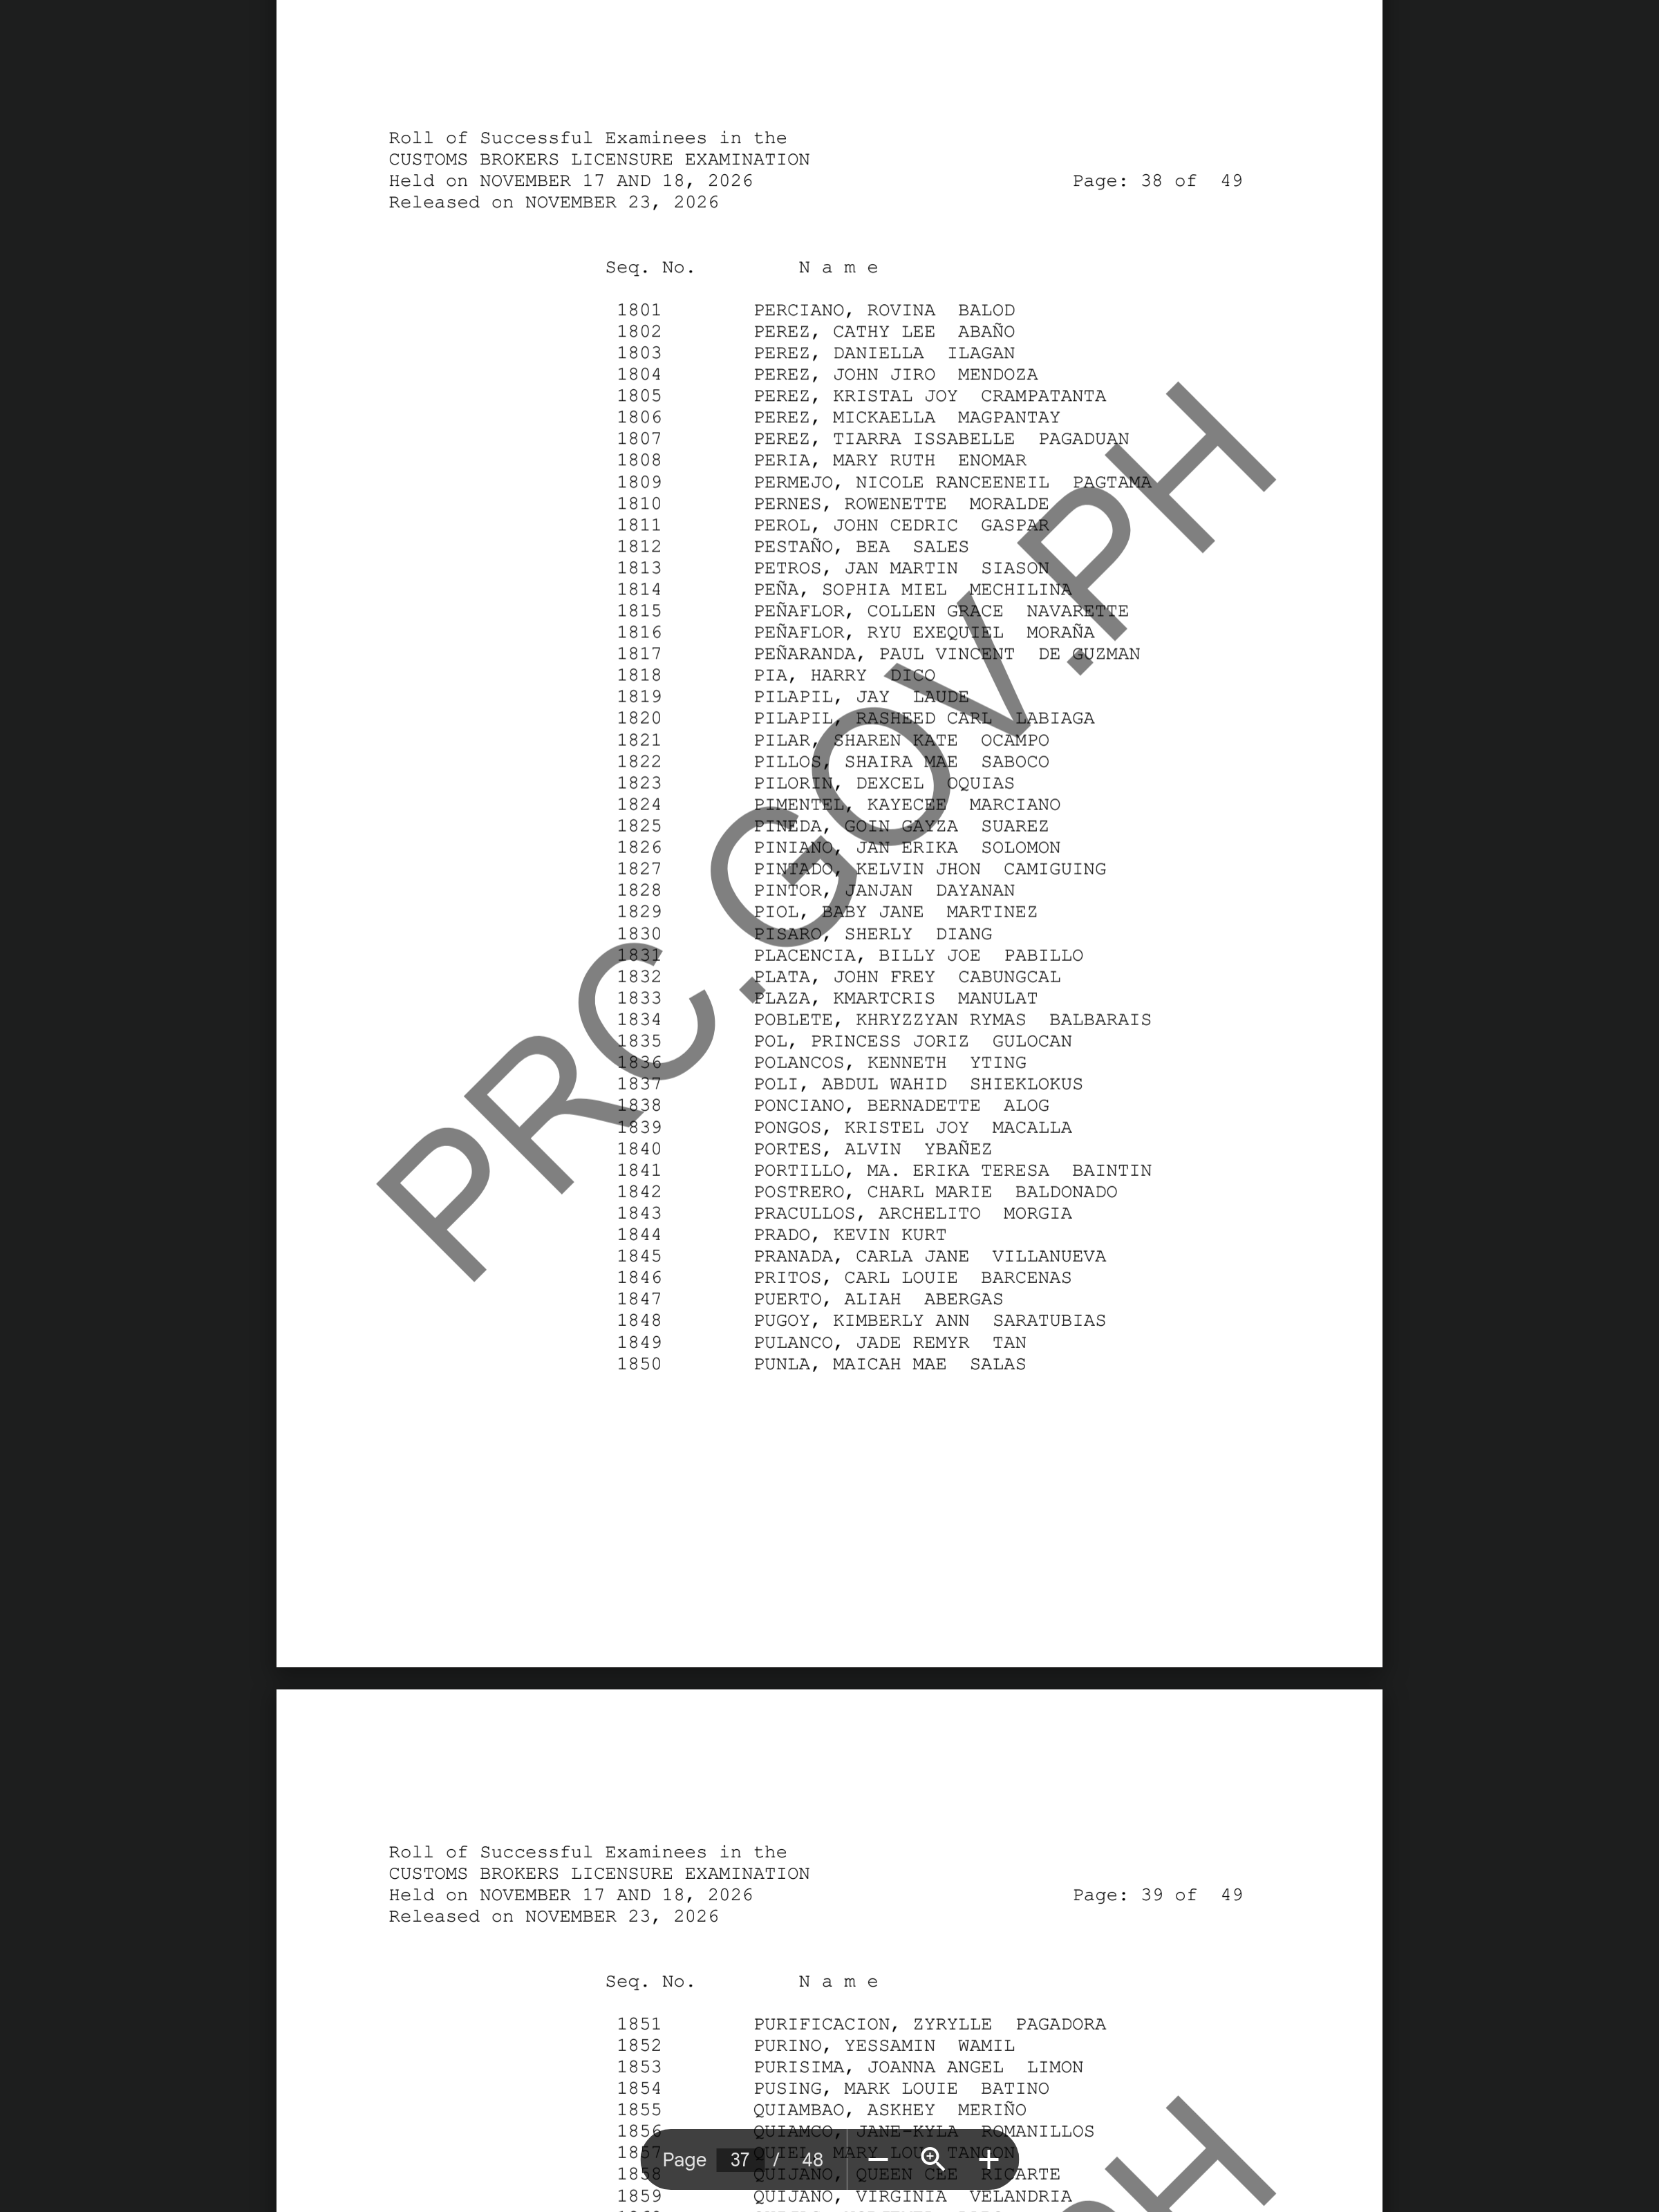 Roll of Successful Examinees in the
CUSTOMS BROKERS LICENSURE EXAMINATION
Held on NOVEMBER 17 AND 18, 2026 Page: 38 of 49
Released on NOVEMBER 23, 2026
Seq. No. N a m e
1801 PERCIANO, ROVINA BALOD
1802 PEREZ, CATHY LEE ABAÑO
1803 PEREZ, DANIELLA ILAGAN
1804 PEREZ, JOHN JIRO MENDOZA
1805 PEREZ, KRISTAL JOY CRAMPATANTA
1806 PEREZ, MICKAELLA MAGPANTAY
1807 PEREZ, TIARRA ISSABELLE PAGADUAN
1808 PERIA, MARY RUTH ENOMAR
1809 PERMEJO, NICOLE RANCEENEIL PAGTAMA
1810 PERNES, ROWENETTE MORALDE
1811 PEROL, JOHN CEDRIC GASPAR
1812 PESTAÑO, BEA SALES
1813 PETROS, JAN MARTIN SIASON
1814 PEÑA, SOPHIA MIEL MECHILINA
1815 PEÑAFLOR, COLLEN GRACE NAVARETTE
1816 PEÑAFLOR, RYU EXEQUIEL MORAÑA
1817 PEÑARANDA, PAUL VINCENT DE GUZMAN
1818 PIA, HARRY DICO
1819 PILAPIL, JAY LAUDE
1820 PILAPIL, RASHEED CARL LABIAGA
1821 PILAR, SHAREN KATE OCAMPO
1822 PILLOS, SHAIRA MAE SABOCO
1823 PILORIN, DEXCEL OQUIAS
1824 PIMENTEL, KAYECEE MARCIANO
1825 PINEDA, GOIN GAYZA SUAREZ
1826 PINIANO, JAN ERIKA SOLOMON
1827 PINTADO, KELVIN JHON CAMIGUING
1828 PINTOR, JANJAN DAYANAN
1829 PIOL, BABY JANE MARTINEZ
1830 PISARO, SHERLY DIANG
1831 PLACENCIA, BILLY JOE PABILLO
1832 PLATA, JOHN FREY CABUNGCAL
1833 PLAZA, KMARTCRIS MANULAT
1834 POBLETE, KHRYZZYAN RYMAS BALBARAIS
1835 POL, PRINCESS JORIZ GULOCAN
1836 POLANCOS, KENNETH YTING
1837 POLI, ABDUL WAHID SHIEKLOKUS
1838 PONCIANO, BERNADETTE ALOG
1839 PONGOS, KRISTEL JOY MACALLA
1840 PORTES, ALVIN YBAÑEZ
1841 PORTILLO, MA. ERIKA TERESA BAINTIN
1842 POSTRERO, CHARL MARIE BALDONADO
1843 PRACULLOS, ARCHELITO MORGIA
1844 PRADO, KEVIN KURT
1845 PRANADA, CARLA JANE VILLANUEVA
1846 PRITOS, CARL LOUIE BARCENAS
1847 PUERTO, ALIAH ABERGAS
1848 PUGOY, KIMBERLY ANN SARATUBIAS
1849 PULANCO, JADE REMYR TAN
1850 PUNLA, MAICAH MAE SALAS
PRC.GOV.PH
Roll of Successful Examinees in the
CUSTOMS BROKERS LICENSURE EXAMINATION
Held on NOVEMBER 17 AND 18, 2026 Page: 39 of 49
Released on NOVEMBER 23, 2026
Seq. No. N a m e
1851 PURIFICACION, ZYRYLLE PAGADORA
1852 PURINO, YESSAMIN WAMIL
1853 PURISIMA, JOANNA ANGEL LIMON
1854 PUSING, MARK LOUIE BATINO
1855 QUIAMBAO, ASKHEY MERIÑO
1856 QUIAMCO, JANE-KYLA ROMANILLOS
1857 QUIEL, MARY LOU
1858 QUIJANO, QUEEN CEE RICARTE
1859 QUIJANO, VIRGINIA VELANDRIA
Page 37 / 48